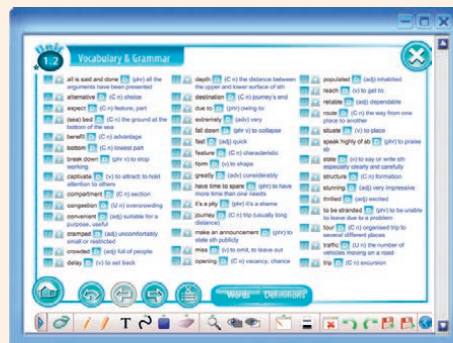 Unit
1.2 Vocabulary & Grammar
all is said and done (phr) all the
arguments have been presented
alternative (C n) choice
aspect (C n) feature, part
(sea) bed (C n) the ground at the
bottom of the sea
benefit (C n) advantage
bottom (C n) lowest part
break down (phr v) to stop
working
captivate (v) to attract to hold
attention to others
compartment (C n) section
congestion (U n) overcrowding
convenient (adj) suitable for a
purpose, useful
cramped (adj) uncomfortably
small or restricted
crowded (adj) full of people
delay (v) to set back
depth (C n) the distance between
the upper and lower surface of sth
destination (C n) journey's end
due to (phr) owing to
extremely (adv) very
fall down (phr v) to collapse
fast (adj) quick
feature (C n) characteristic
form (v) to shape
greatly (adv) considerably
have time to spare (phr) to have
more time than one needs
it's a pity (phr) it's a shame
journey (C n) trip (usually long
distance)
make an announcement (phr) to
state sth publicly
miss (v) to omit, to leave out
opening (C n) vacancy, chance
populated (adj) inhabited
reach (v) to get to
reliable (adj) dependable
route (C n) the way from one
place to another
situate (v) to place
speak highly of sb (phr) to praise
sb
state (v) to say or write sth
especially clearly and carefully
structure (C n) formation
stunning (adj) very impressive
thrilled (adj) excited
to be stranded (phr) to be unable
to leave due to a problem
tour (C n) organised trip to
several different places
traffic (U n) the number of
vehicles moving on a road
trip (C n) excursion
Words Definitions
T